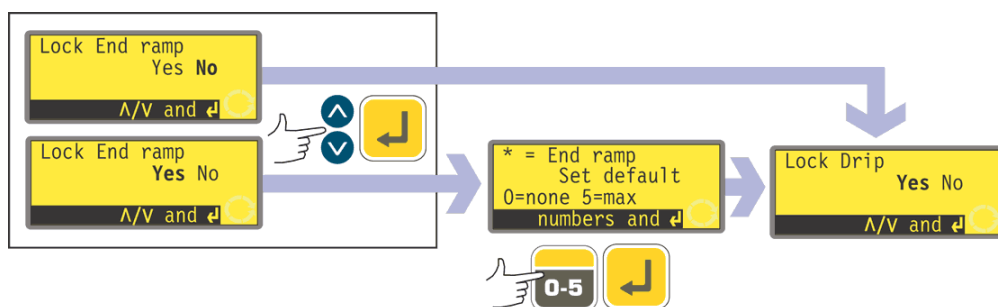 Lock End ramp
Yes No
Λ/V and ↲
Lock End ramp
Yes No
Λ/V and ↲
* = End ramp
Set default
0=none 5=max
numbers and ↲
0-5
Lock Drip
Yes No
Λ/V and ↲